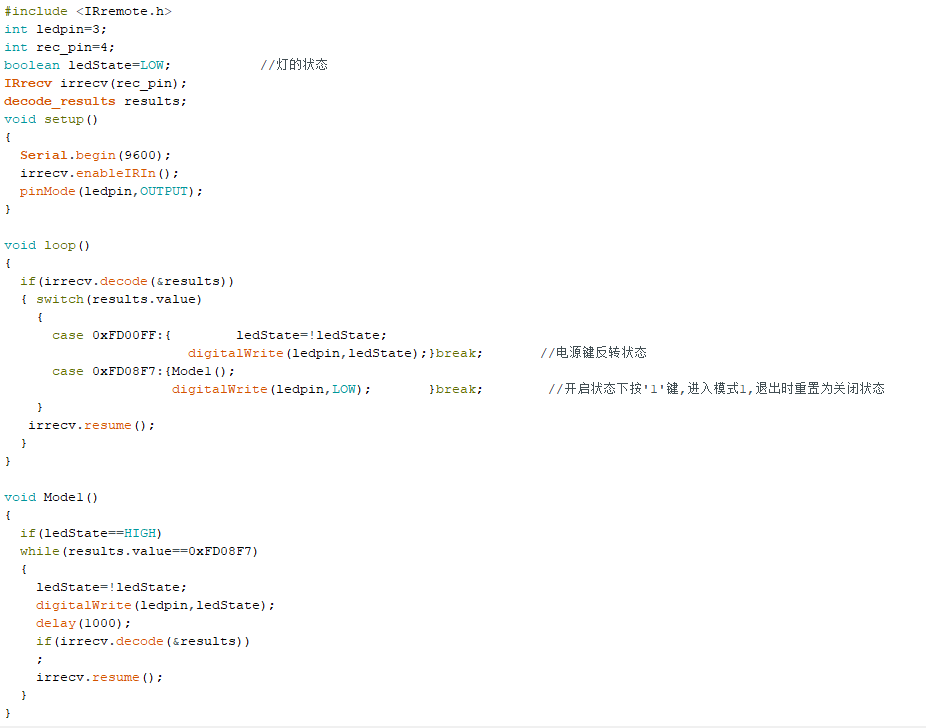 #include <IRremote.h>
int ledpin=3;
int rec_pin=4;
boolean ledState=LOW;           //灯的状态
IRrecv irrecv(rec_pin);
decode_results results;
void setup()
{
  Serial.begin(9600);
  irrecv.enableIRIn();
  pinMode(ledpin,OUTPUT);
}

void loop()
{
  if(irrecv.decode(&results))
  { switch(results.value)
    {
      case 0xFD00FF:{        ledState=!ledState;
                       digitalWrite(ledpin,ledState);}break;       //电源键反转状态
      case 0xFD08F7:{Model();
                     digitalWrite(ledpin,LOW);       }break;        //开启状态下按'1'键,进入模式1,退出时重置为关闭状态
    }
   irrecv.resume();
  }
}

void Model()
{
  if(ledState==HIGH)
  while(results.value==0xFD08F7)
  {
    ledState=!ledState;
    digitalWrite(ledpin,ledState);
    delay(1000);
    if(irrecv.decode(&results))
    ;
    irrecv.resume();
  }
}